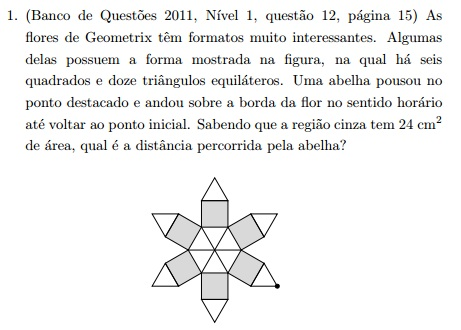 1. (Banco de Questões 2011, Nível 1, questão 12, página 15) As
flores de Geometrix têm formatos muito interessantes. Algumas
delas possuem a forma mostrada na figura, na qual há seis
quadrados e doze triângulos equiláteros. Uma abelha pousou no
ponto destacado e andou sobre a borda da flor no sentido horário
até voltar ao ponto inicial. Sabendo que a região cinza tem 24 cm²
de área, qual é a distância percorrida pela abelha?